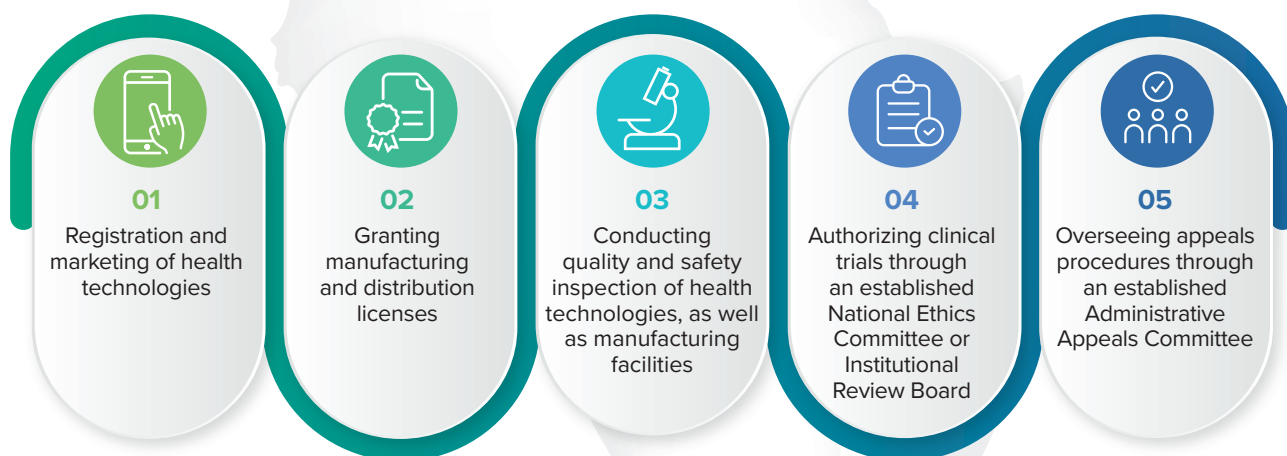 01
Registration and
marketing of health
technologies
02
Granting
manufacturing
and distribution
licenses
03
Conducting
quality and safety
inspection of health
technologies, as well
as manufacturing
facilities
04
Authorizing clinical
trials through
an established
National Ethics
Committee or
Institutional
Review Board
05
Overseeing appeals
procedures through
an established
Administrative
Appeals Committee